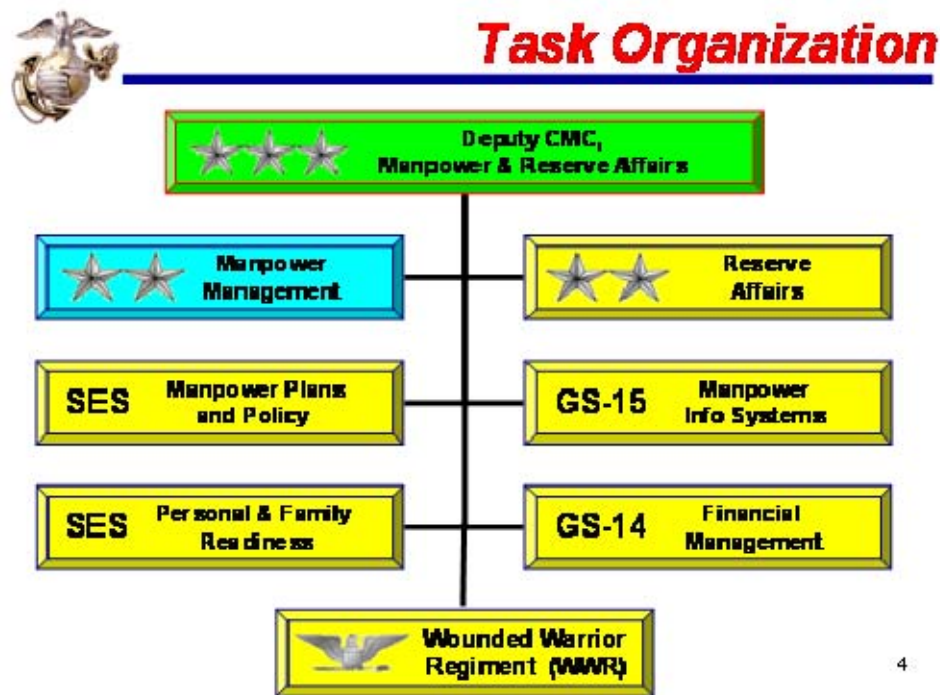 Task Organization
Deputy CMC,
Manpower & Reserve Affairs
Manpower
Management
Reserve
Affairs
SES
Manpower Plans
and Policy
GS-15
Manpower
Info Systems
SES
Personal & Family
Readiness
GS-14
Financial
Management
Wounded Warrior
Regiment (WWR)
4